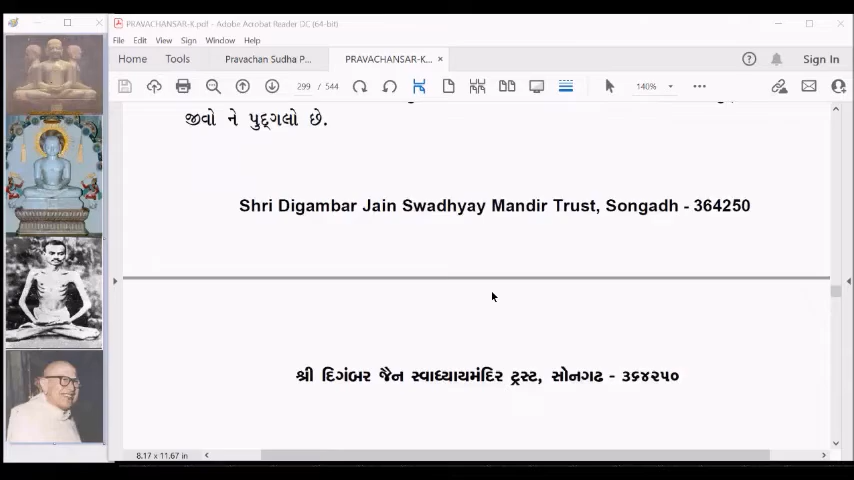 PRAVACHANSAR-K.pdf - Adobe Acrobat Reader DC (64-bit)
File Edit View Sign Window Help
Home Tools Pravachan Sudha P... PRAVACHANSAR-K... × Sign In
299 / 544 140%
જીવો ને પુદ્ગલો છે.
Shri Digambar Jain Swadhyay Mandir Trust, Songadh - 364250
શ્રી દિગંબર જૈન સ્વાધ્યાયમંદિર ટ્રસ્ટ, સોનગઢ - ૩૬૪૨૫૦
8.17 x 11.67 in